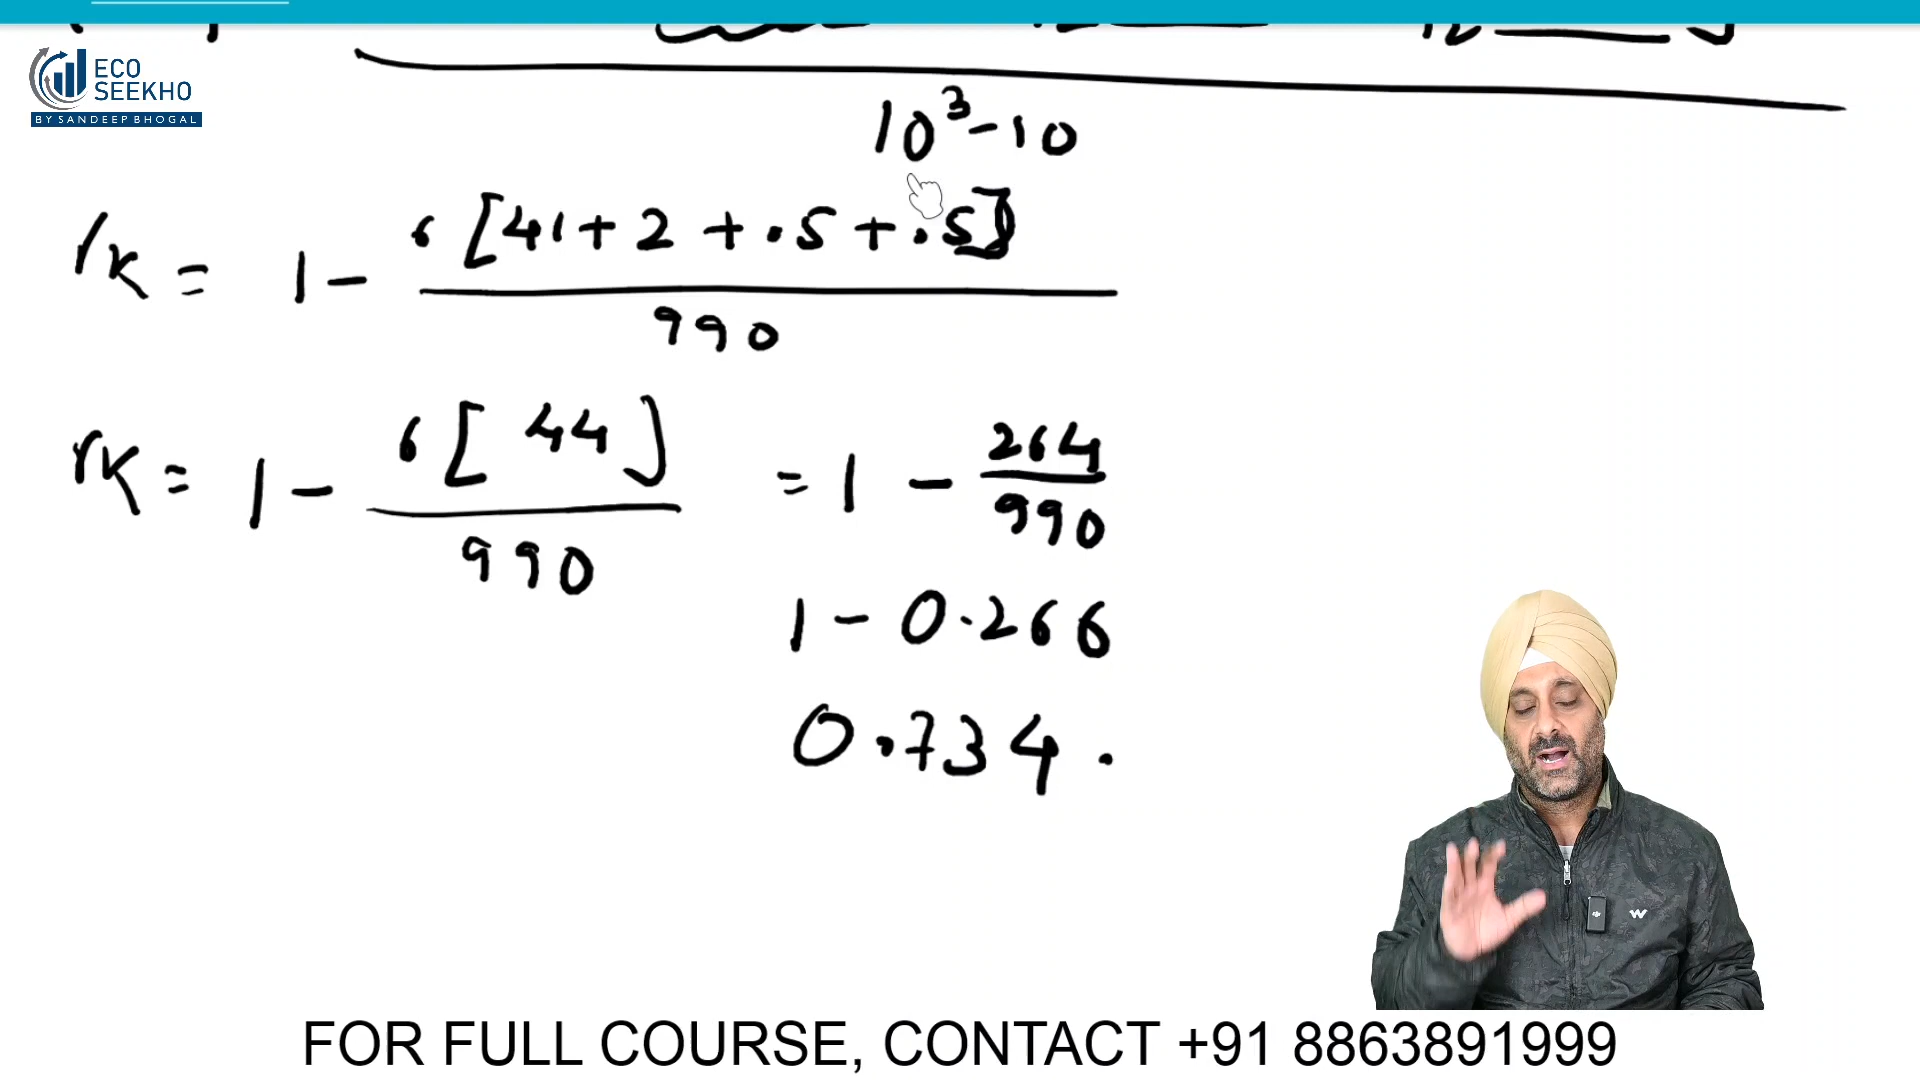 ECO
SEEKHO
BY SANDEEP BHOGAL
10³-10
rk = 1 - 6[41+2+.5+.5]
990
rk = 1 - 6[44] = 1 - 264
990 990
1 - 0.266
0.734.
W
FOR FULL COURSE, CONTACT +91 8863891999